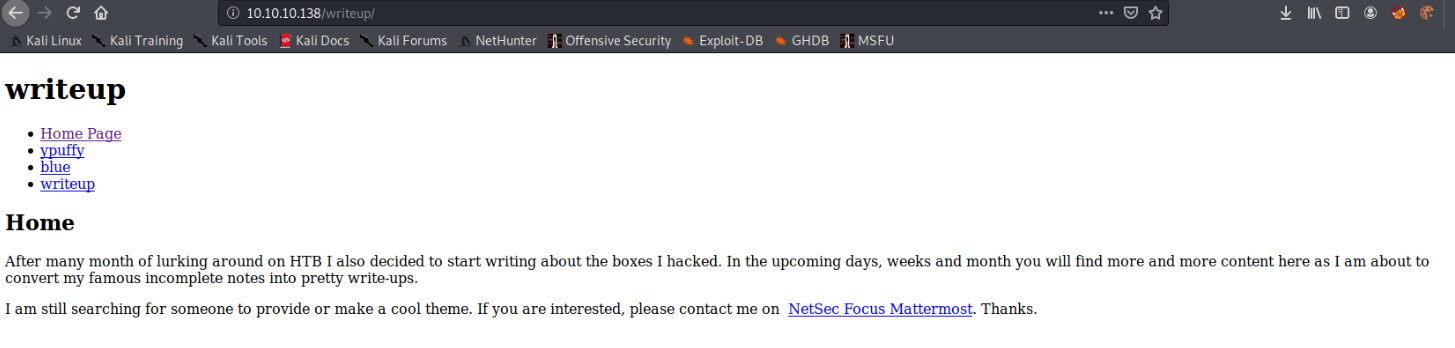 10.10.10.138/writeup/
Kali Linux Kali Training Kali Tools Kali Docs Kali Forums NetHunter Offensive Security Exploit-DB GHDB MSFU
writeup
Home Page
ypuffy
blue
writeup
Home
After many month of lurking around on HTB I also decided to start writing about the boxes I hacked. In the upcoming days, weeks and month you will find more and more content here as I am about to
convert my famous incomplete notes into pretty write-ups.
I am still searching for someone to provide or make a cool theme. If you are interested, please contact me on NetSec Focus Mattermost. Thanks.